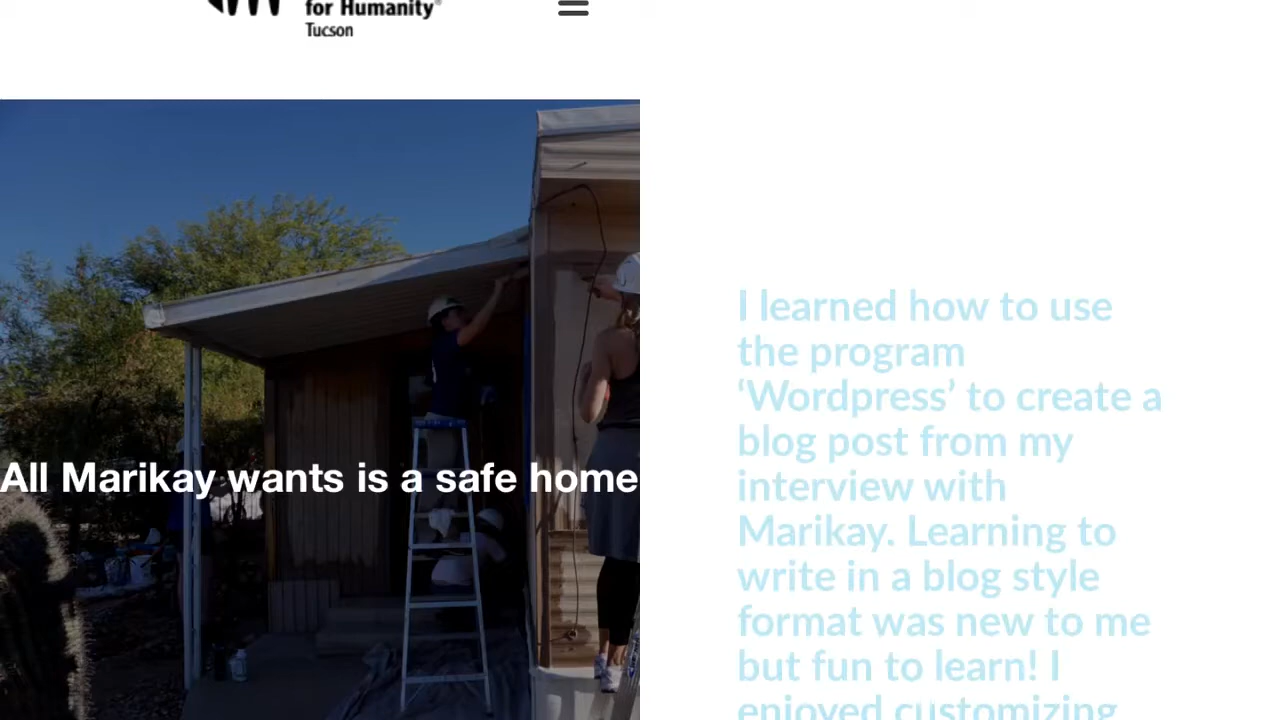 for Humanity®
Tucson
All Marikay wants is a safe home
I learned how to use
the program
‘Wordpress’ to create a
blog post from my
interview with
Marikay. Learning to
write in a blog style
format was new to me
but fun to learn! I
enjoyed customizing